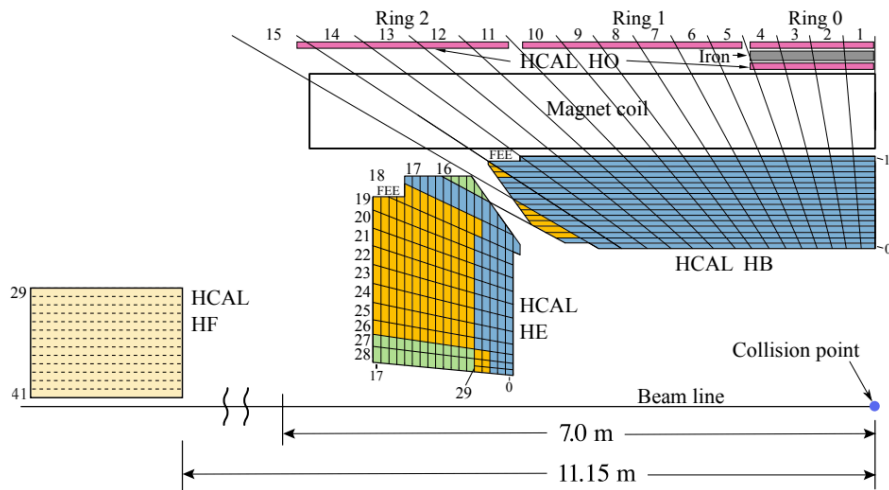 Ring 2 Ring 1 Ring 0
15 14 13 12 11 10 9 8 7 6 5 4 3 2 1
HCAL HO
Iron
Magnet coil
FEE
1
0
HCAL HB
18 17 16
FEE
19
20
21
22
23
24
25
26
27
28
17
29
0
HCAL
HE
29
41
HCAL
HF
Collision point
Beam line
7.0 m
11.15 m